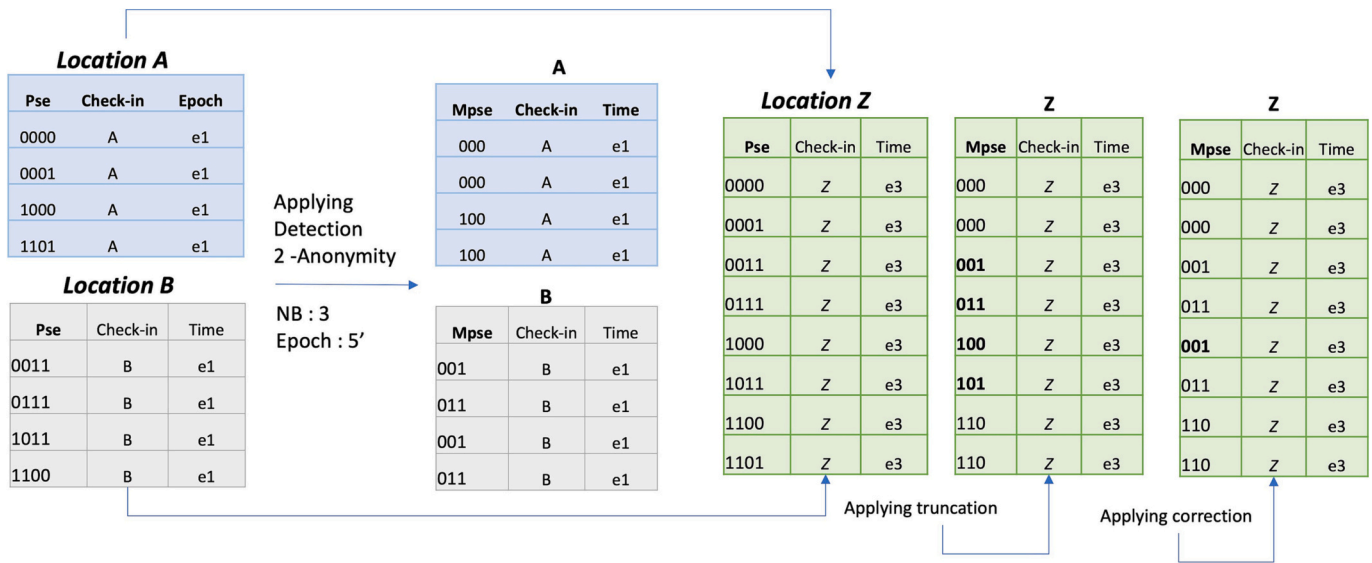 Location A
Pse Check-in Epoch
0000 A e1
0001 A e1
1000 A e1
1101 A e1
Location B
Pse Check-in Time
0011 B e1
0111 B e1
1011 B e1
1100 B e1
Applying
Detection
2 -Anonymity
NB : 3
Epoch : 5’
A
Mpse Check-in Time
000 A e1
000 A e1
100 A e1
100 A e1
B
Mpse Check-in Time
001 B e1
011 B e1
001 B e1
011 B e1
Location Z
Pse Check-in Time
0000 Z e3
0001 Z e3
0011 Z e3
0111 Z e3
1000 Z e3
1011 Z e3
1100 Z e3
1101 Z e3
Applying truncation
Z
Mpse Check-in Time
000 Z e3
000 Z e3
001 Z e3
011 Z e3
100 Z e3
101 Z e3
110 Z e3
110 Z e3
Applying correction
Z
Mpse Check-in Time
000 Z e3
000 Z e3
001 Z e3
011 Z e3
001 Z e3
011 Z e3
110 Z e3
110 Z e3